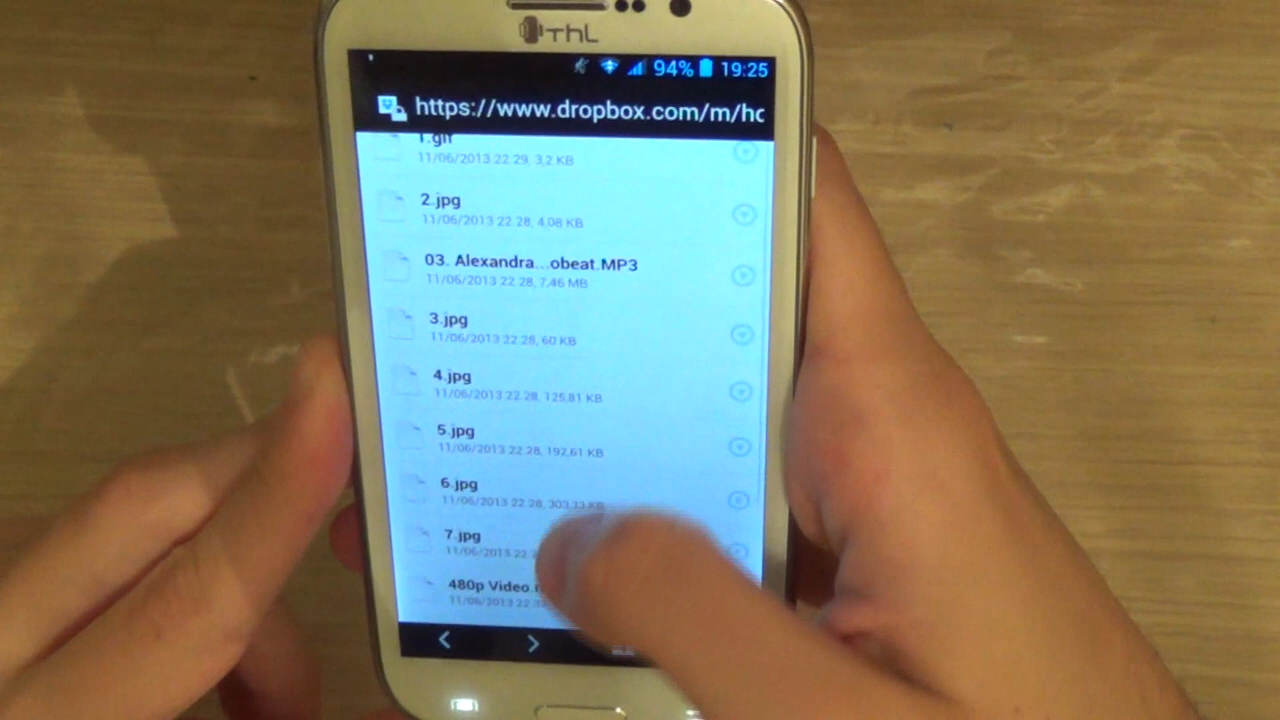 THL
94% 19:25
https://www.dropbox.com/m/ho
1.gif
11/06/2013 22.29, 3,2 KB
2.jpg
11/06/2013 22.28, 4,08 KB
03. Alexandra...obeat.MP3
11/06/2013 22.28, 7,46 MB
3.jpg
11/06/2013 22.28, 60 KB
4.jpg
11/06/2013 22.28, 125,81 KB
5.jpg
11/06/2013 22.28, 192,61 KB
6.jpg
11/06/2013 22.28, 303,33 KB
7.jpg
11/06/2013
480p Video
11/06/2013